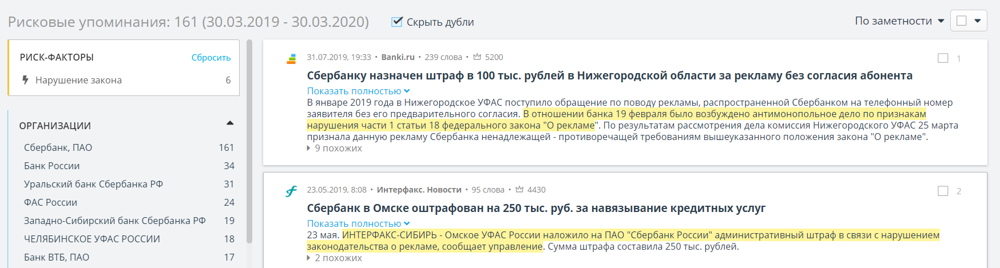 Рисковые упоминания: 161 (30.03.2019 - 30.03.2020)
Скрыть дубли
По заметности
РИСК-ФАКТОРЫ
Сбросить
Нарушение закона 6
ОРГАНИЗАЦИИ
Сбербанк, ПАО 161
Банк России 34
Уральский банк Сбербанка РФ 31
ФАС России 24
Западно-Сибирский банк Сбербанка РФ 19
ЧЕЛЯБИНСКОЕ УФАС РОССИИ 18
Банк ВТБ, ПАО 17
31.07.2019, 19:33 • Banki.ru • 239 слова • 5200
1
Сбербанку назначен штраф в 100 тыс. рублей в Нижегородской области за рекламу без согласия абонента
Показать полностью
В январе 2019 года в Нижегородское УФАС поступило обращение по поводу рекламы, распространенной Сбербанком на телефонный номер
заявителя без его предварительного согласия. В отношении банка 19 февраля было возбуждено антимонопольное дело по признакам
нарушения части 1 статьи 18 федерального закона "О рекламе". По результатам рассмотрения дела комиссия Нижегородского УФАС 25 марта
признала данную рекламу Сбербанка ненадлежащей - противоречащей требованиям вышеуказанного положения закона "О рекламе".
9 похожих
23.05.2019, 8:08 • Интерфакс. Новости • 95 слова • 4430
2
Сбербанк в Омске оштрафован на 250 тыс. руб. за навязывание кредитных услуг
Показать полностью
23 мая. ИНТЕРФАКС-СИБИРЬ - Омское УФАС России наложило на ПАО "Сбербанк России" административный штраф в связи с нарушением
законодательства о рекламе, сообщает управление. Сумма штрафа составила 250 тыс. рублей.
2 похожих